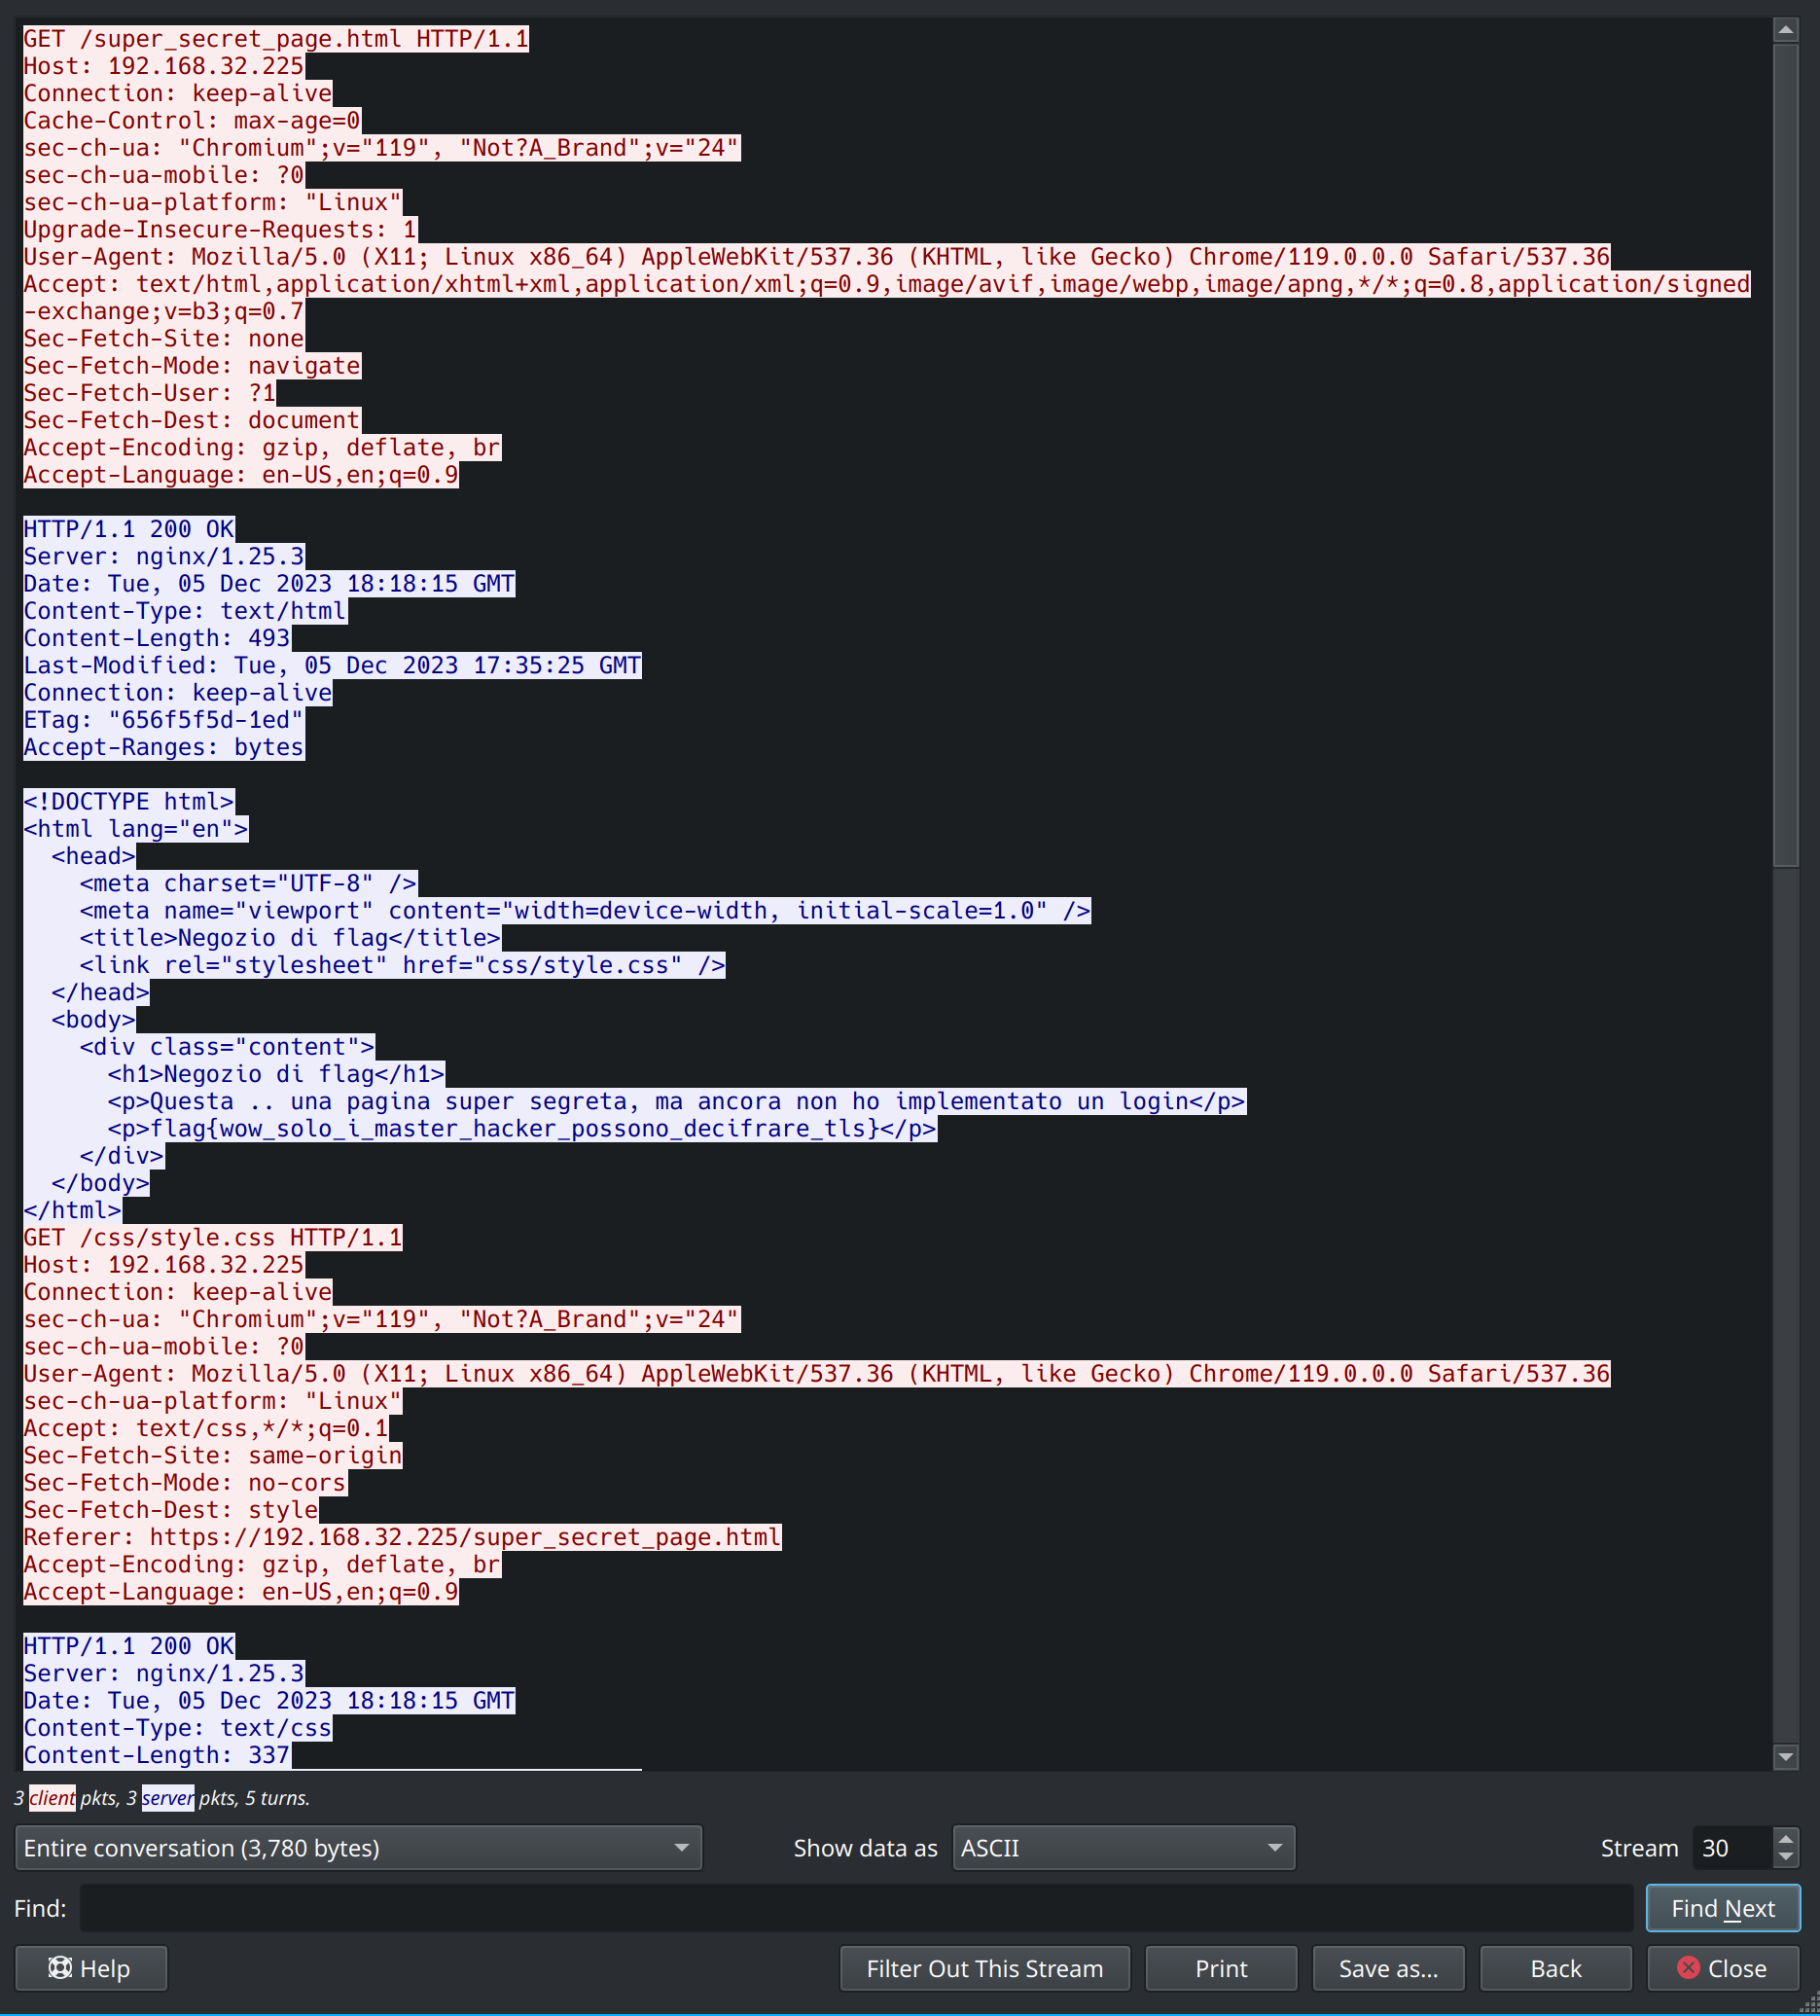 GET /super_secret_page.html HTTP/1.1
Host: 192.168.32.225
Connection: keep-alive
Cache-Control: max-age=0
sec-ch-ua: "Chromium";v="119", "Not?A_Brand";v="24"
sec-ch-ua-mobile: ?0
sec-ch-ua-platform: "Linux"
Upgrade-Insecure-Requests: 1
User-Agent: Mozilla/5.0 (X11; Linux x86_64) AppleWebKit/537.36 (KHTML, like Gecko) Chrome/119.0.0.0 Safari/537.36
Accept: text/html,application/xhtml+xml,application/xml;q=0.9,image/avif,image/webp,image/apng,*/*;q=0.8,application/signed
-exchange;v=b3;q=0.7
Sec-Fetch-Site: none
Sec-Fetch-Mode: navigate
Sec-Fetch-User: ?1
Sec-Fetch-Dest: document
Accept-Encoding: gzip, deflate, br
Accept-Language: en-US,en;q=0.9

HTTP/1.1 200 OK
Server: nginx/1.25.3
Date: Tue, 05 Dec 2023 18:18:15 GMT
Content-Type: text/html
Content-Length: 493
Last-Modified: Tue, 05 Dec 2023 17:35:25 GMT
Connection: keep-alive
ETag: "656f5f5d-1ed"
Accept-Ranges: bytes

<!DOCTYPE html>
<html lang="en">
  <head>
    <meta charset="UTF-8" />
    <meta name="viewport" content="width=device-width, initial-scale=1.0" />
    <title>Negozio di flag</title>
    <link rel="stylesheet" href="css/style.css" />
  </head>
  <body>
    <div class="content">
      <h1>Negozio di flag</h1>
      <p>Questa .. una pagina super segreta, ma ancora non ho implementato un login</p>
      <p>flag{wow_solo_i_master_hacker_possono_decifrare_tls}</p>
    </div>
  </body>
</html>
GET /css/style.css HTTP/1.1
Host: 192.168.32.225
Connection: keep-alive
sec-ch-ua: "Chromium";v="119", "Not?A_Brand";v="24"
sec-ch-ua-mobile: ?0
User-Agent: Mozilla/5.0 (X11; Linux x86_64) AppleWebKit/537.36 (KHTML, like Gecko) Chrome/119.0.0.0 Safari/537.36
sec-ch-ua-platform: "Linux"
Accept: text/css,*/*;q=0.1
Sec-Fetch-Site: same-origin
Sec-Fetch-Mode: no-cors
Sec-Fetch-Dest: style
Referer: https://192.168.32.225/super_secret_page.html
Accept-Encoding: gzip, deflate, br
Accept-Language: en-US,en;q=0.9

HTTP/1.1 200 OK
Server: nginx/1.25.3
Date: Tue, 05 Dec 2023 18:18:15 GMT
Content-Type: text/css
Content-Length: 337
3 client pkts, 3 server pkts, 5 turns.
Entire conversation (3,780 bytes) Show data as ASCII Stream 30
Find: Find Next
Help Filter Out This Stream Print Save as... Back Close